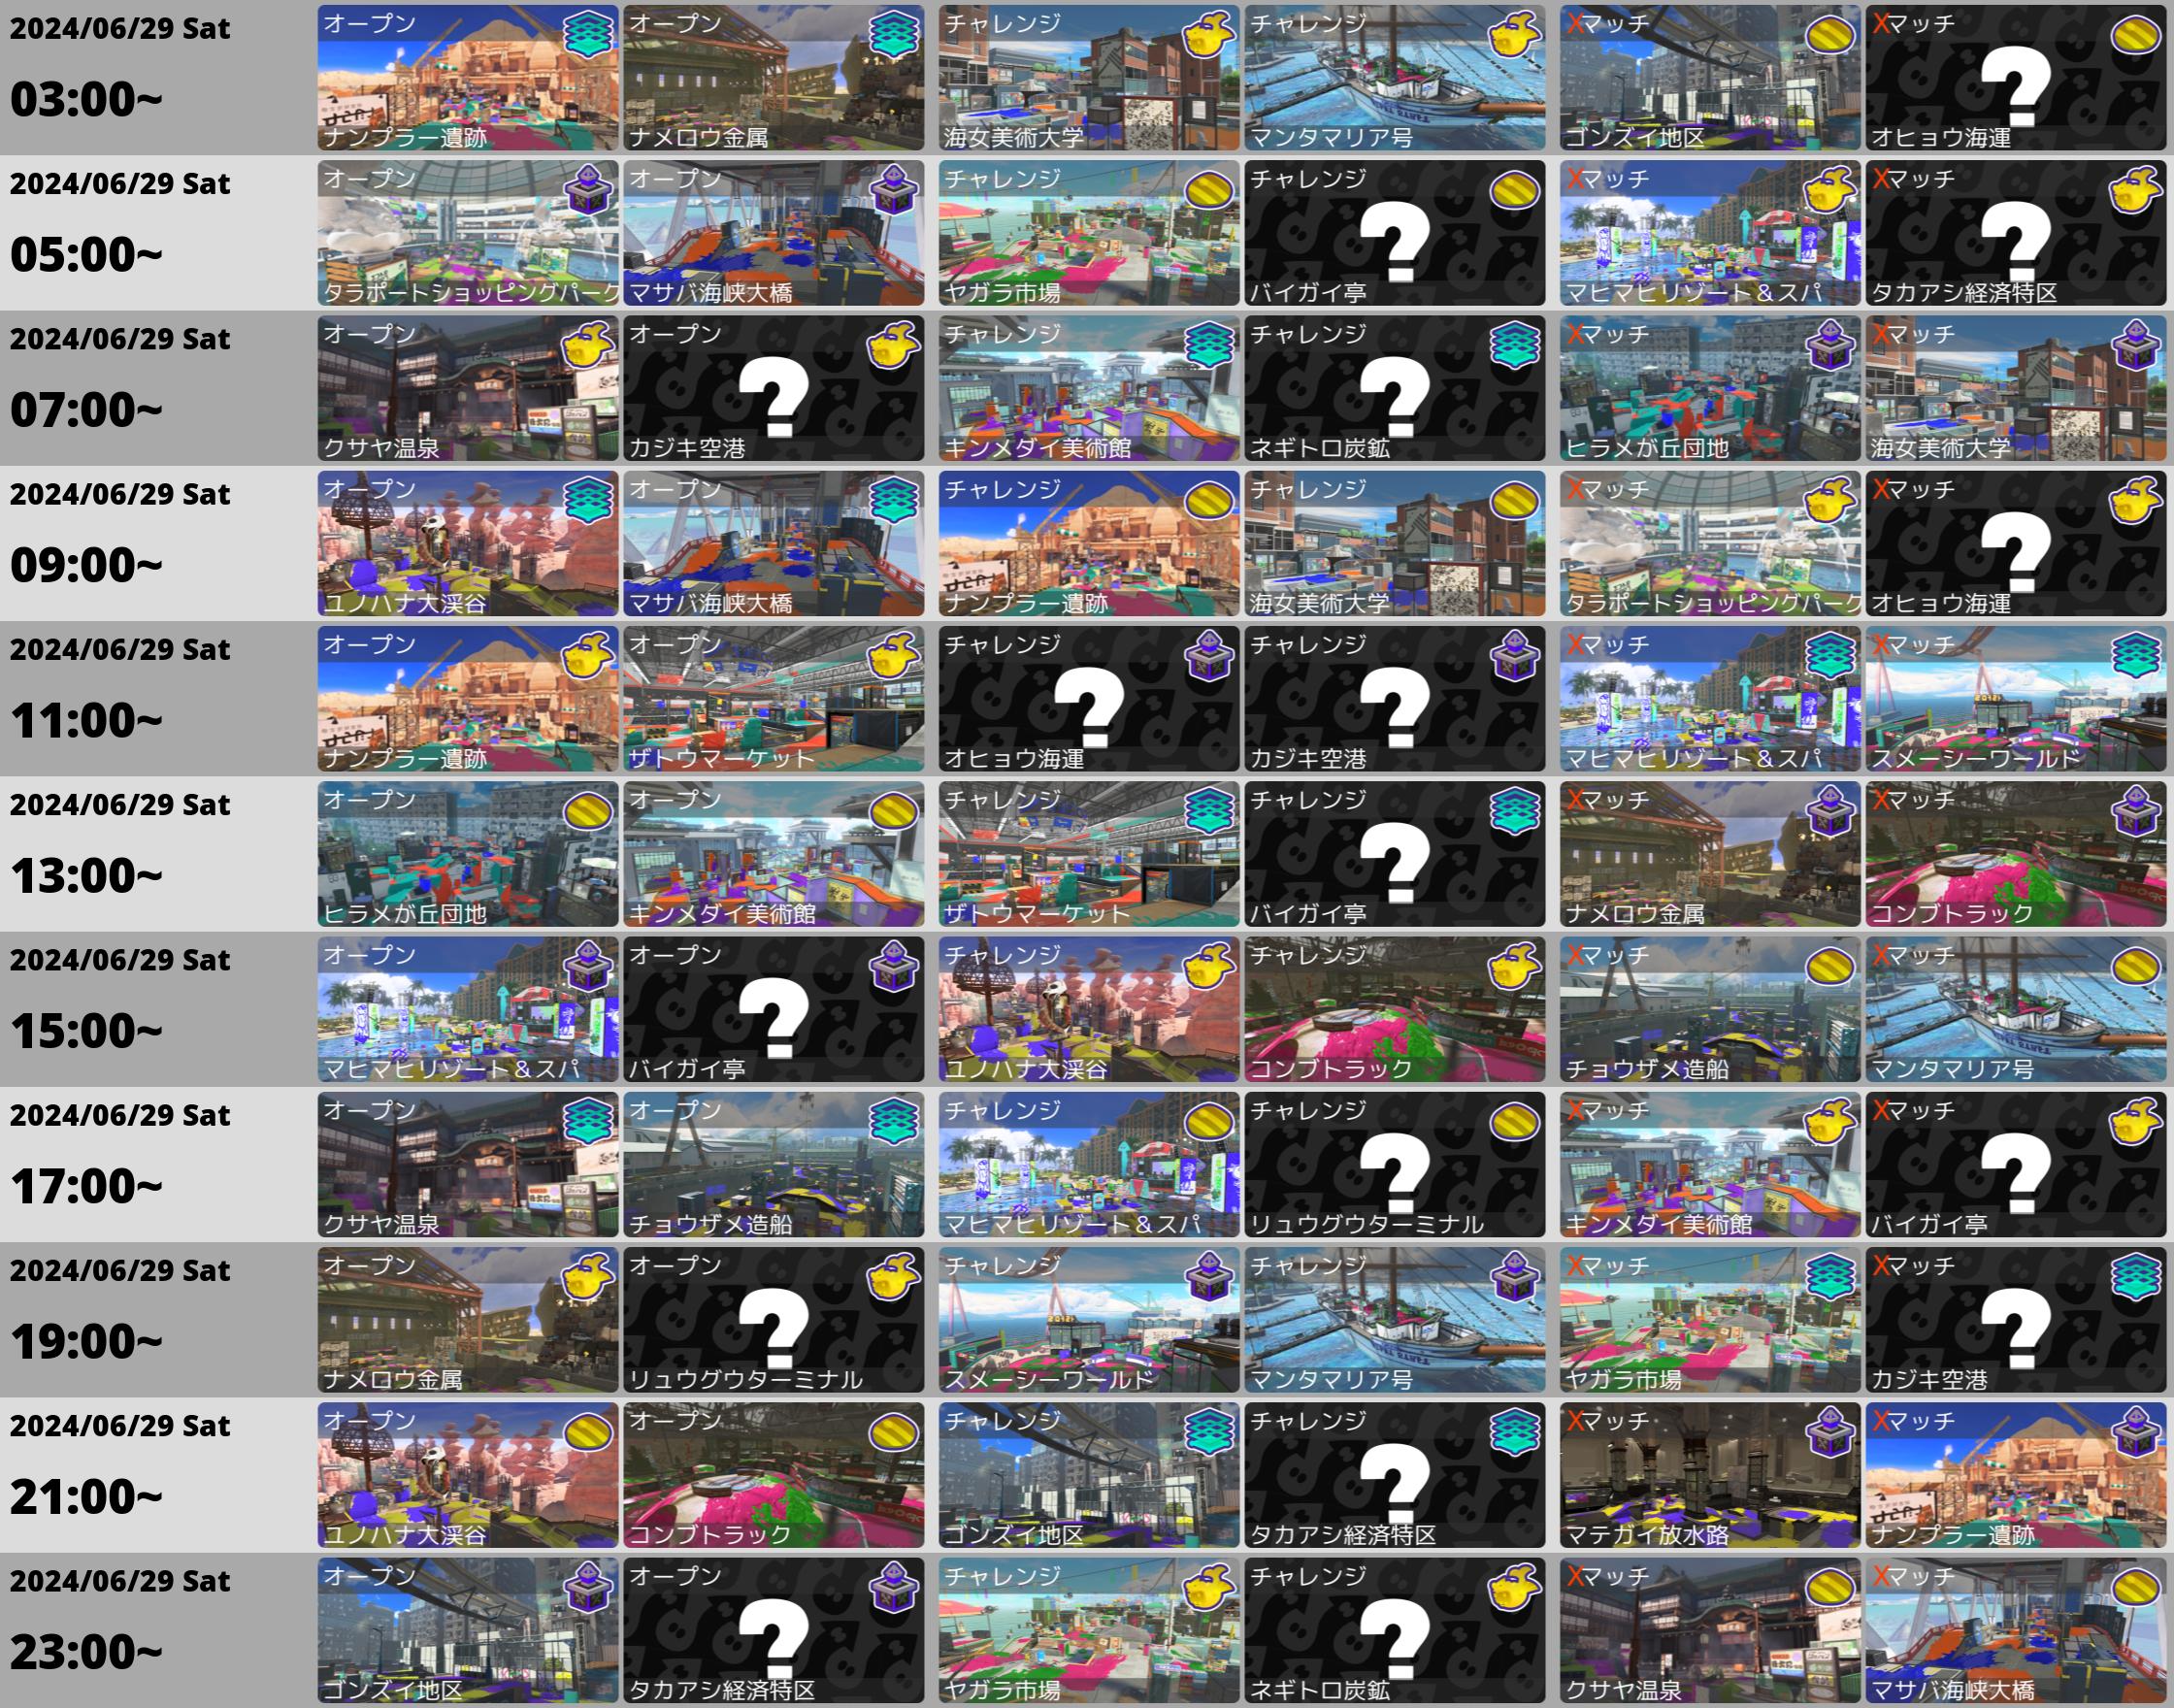 2024/06/29 Sat
03:00~
オープン
ナンプラー遺跡
オープン
ナメロウ金属
チャレンジ
海女美術大学
チャレンジ
マンタマリア号
Xマッチ
ゴンズイ地区
Xマッチ
オヒョウ海運
2024/06/29 Sat
05:00~
オープン
タラポートショッピングパーク
オープン
マサバ海峡大橋
チャレンジ
ヤガラ市場
チャレンジ
バイガイ亭
Xマッチ
マヒマヒリゾート&スパ
Xマッチ
タカアシ経済特区
2024/06/29 Sat
07:00~
オープン
クサヤ温泉
オープン
カジキ空港
チャレンジ
キンメダイ美術館
チャレンジ
ネギトロ炭鉱
Xマッチ
ヒラメが丘団地
Xマッチ
海女美術大学
2024/06/29 Sat
09:00~
オープン
ユノハナ大渓谷
オープン
マサバ海峡大橋
チャレンジ
ナンプラー遺跡
チャレンジ
海女美術大学
Xマッチ
タラポートショッピングパーク
Xマッチ
オヒョウ海運
2024/06/29 Sat
11:00~
オープン
ナンプラー遺跡
オープン
ザトウマーケット
チャレンジ
オヒョウ海運
チャレンジ
カジキ空港
Xマッチ
マヒマヒリゾート&スパ
Xマッチ
スメーシーワールド
2024/06/29 Sat
13:00~
オープン
ヒラメが丘団地
オープン
キンメダイ美術館
チャレンジ
ザトウマーケット
チャレンジ
バイガイ亭
Xマッチ
ナメロウ金属
Xマッチ
コンブトラック
2024/06/29 Sat
15:00~
オープン
マヒマヒリゾート&スパ
オープン
バイガイ亭
チャレンジ
ユノハナ大渓谷
チャレンジ
コンブトラック
Xマッチ
チョウザメ造船
Xマッチ
マンタマリア号
2024/06/29 Sat
17:00~
オープン
クサヤ温泉
オープン
チョウザメ造船
チャレンジ
マヒマヒリゾート&スパ
チャレンジ
リュウグウターミナル
Xマッチ
キンメダイ美術館
Xマッチ
バイガイ亭
2024/06/29 Sat
19:00~
オープン
ナメロウ金属
オープン
リュウグウターミナル
チャレンジ
スメーシーワールド
チャレンジ
マンタマリア号
Xマッチ
ヤガラ市場
Xマッチ
カジキ空港
2024/06/29 Sat
21:00~
オープン
ユノハナ大渓谷
オープン
コンブトラック
チャレンジ
ゴンズイ地区
チャレンジ
タカアシ経済特区
Xマッチ
マテガイ放水路
Xマッチ
ナンプラー遺跡
2024/06/29 Sat
23:00~
オープン
ゴンズイ地区
オープン
タカアシ経済特区
チャレンジ
ヤガラ市場
チャレンジ
ネギトロ炭鉱
Xマッチ
クサヤ温泉
Xマッチ
マサバ海峡大橋